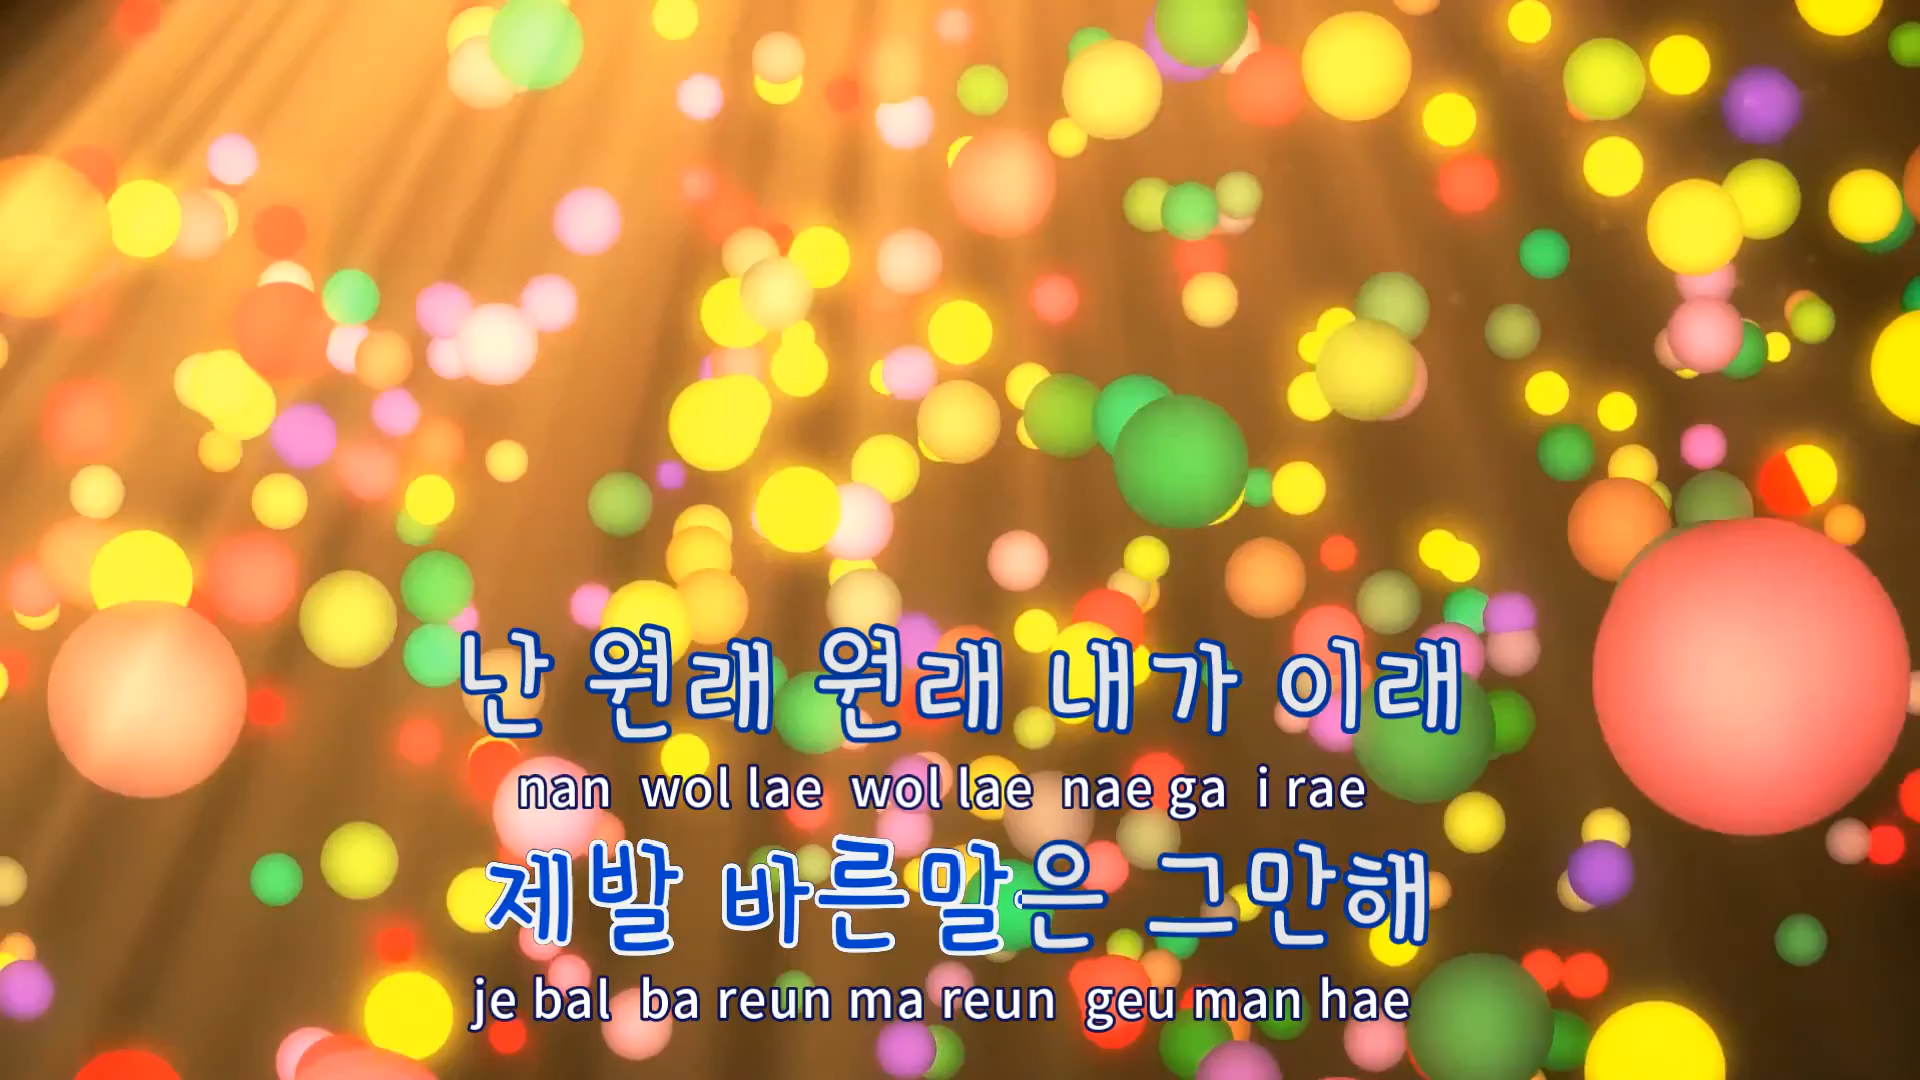 난 원래 원래 내가 이래
nan wol lae wol lae nae ga i rae
제발 바른말은 그만해
je bal ba reun ma reun geu man hae